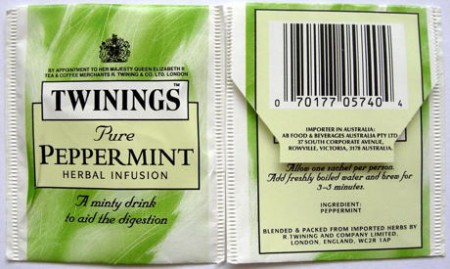 BY APPOINTMENT TO HER MAJESTY QUEEN ELIZABETH II
TEA & COFFEE MERCHANTS R. TWINING & CO. LTD. LONDON
TWININGS™
Pure
PEPPERMINT
HERBAL INFUSION
A minty drink
to aid the digestion
0 70177 05740 4
IMPORTER IN AUSTRALIA:
AB FOOD & BEVERAGES AUSTRALIA PTY LTD
37 SOUTH CORPORATE AVENUE,
ROWVILLE, VICTORIA, 3178 AUSTRALIA.
Allow one sachet per person.
Add freshly boiled water and brew for
3-5 minutes.
INGREDIENT:
PEPPERMINT
BLENDED & PACKED FROM IMPORTED HERBS BY
R.TWINING AND COMPANY LIMITED,
LONDON, ENGLAND, WC2R 1AP